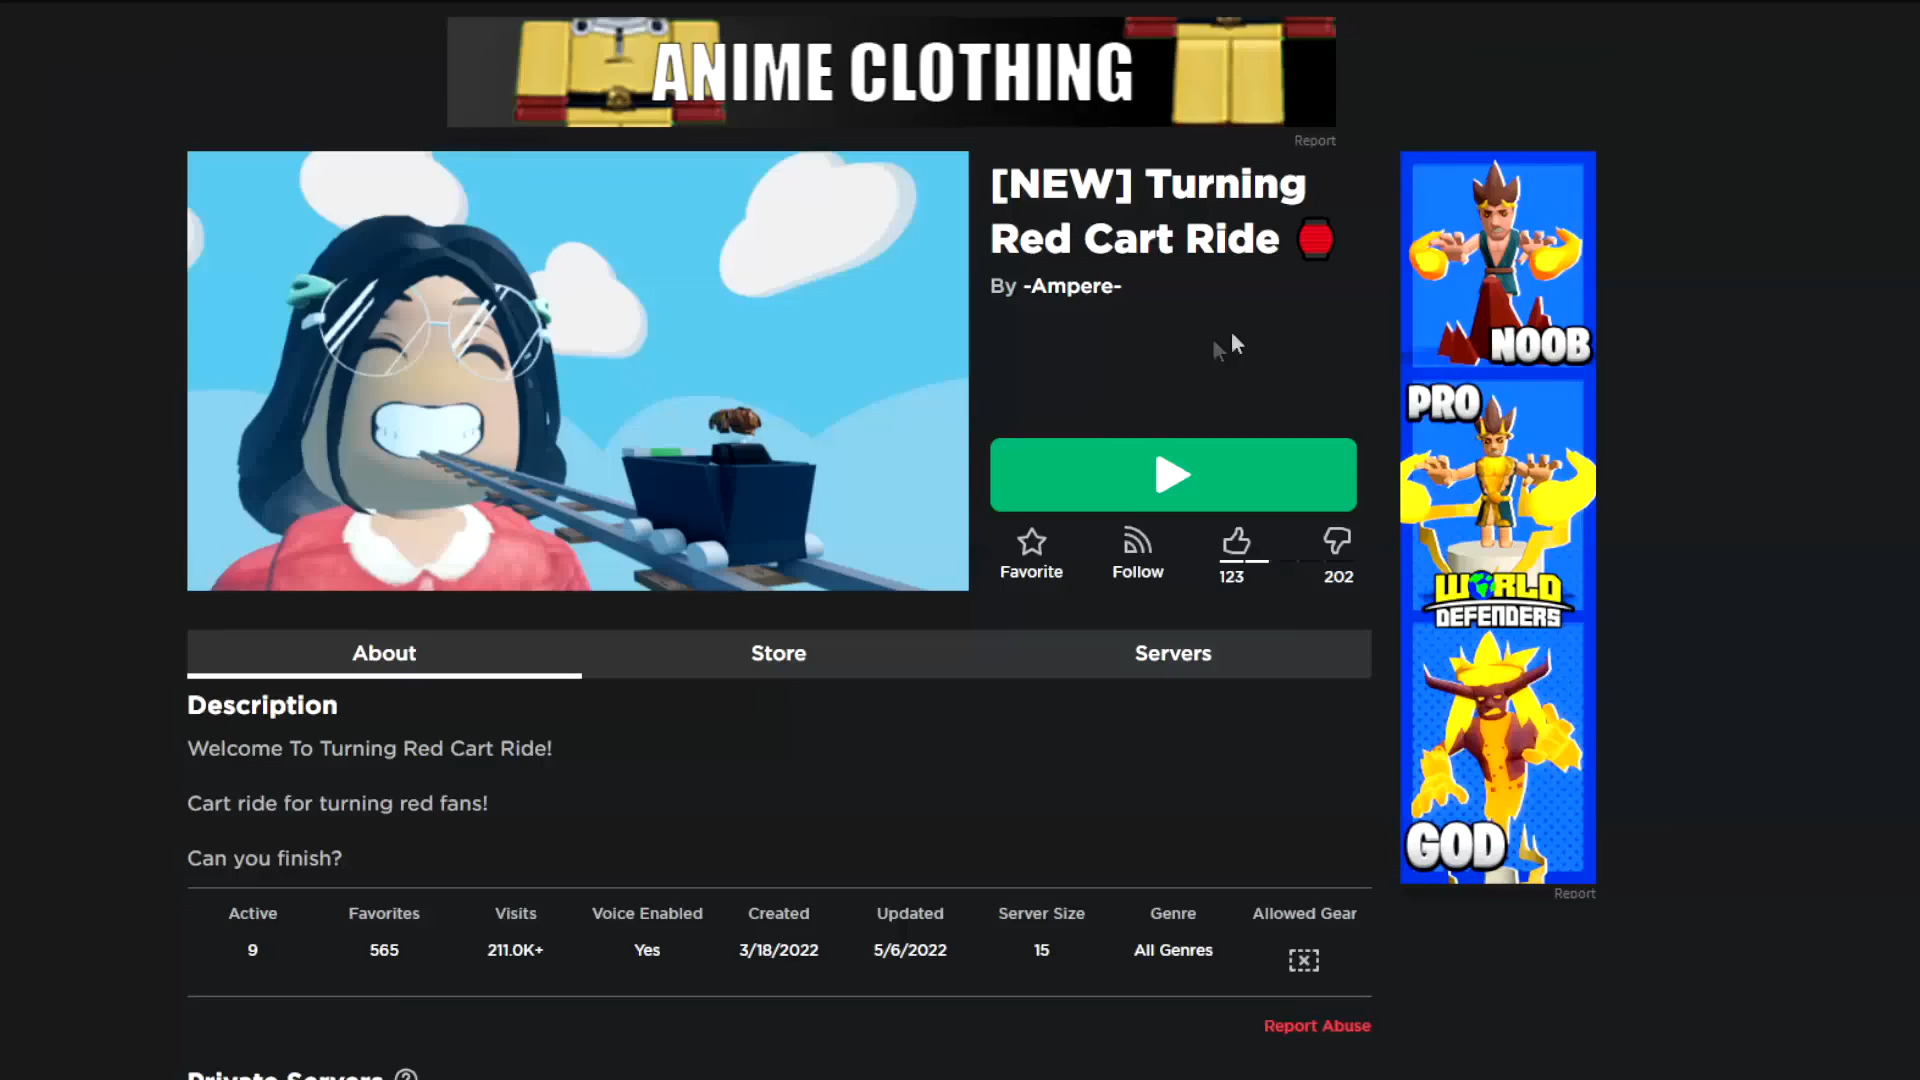 ANIME CLOTHING
Report
[NEW] Turning
Red Cart Ride
By -Ampere-
NOOB
PRO
WORLD
DEFENDERS
GOD
Report
Favorite
Follow
123
202
About
Store
Servers
Description
Welcome To Turning Red Cart Ride!
Cart ride for turning red fans!
Can you finish?
Active Favorites Visits Voice Enabled Created Updated Server Size Genre Allowed Gear
9 565 211.0K+ Yes 3/18/2022 5/6/2022 15 All Genres
Report Abuse
Private Servers